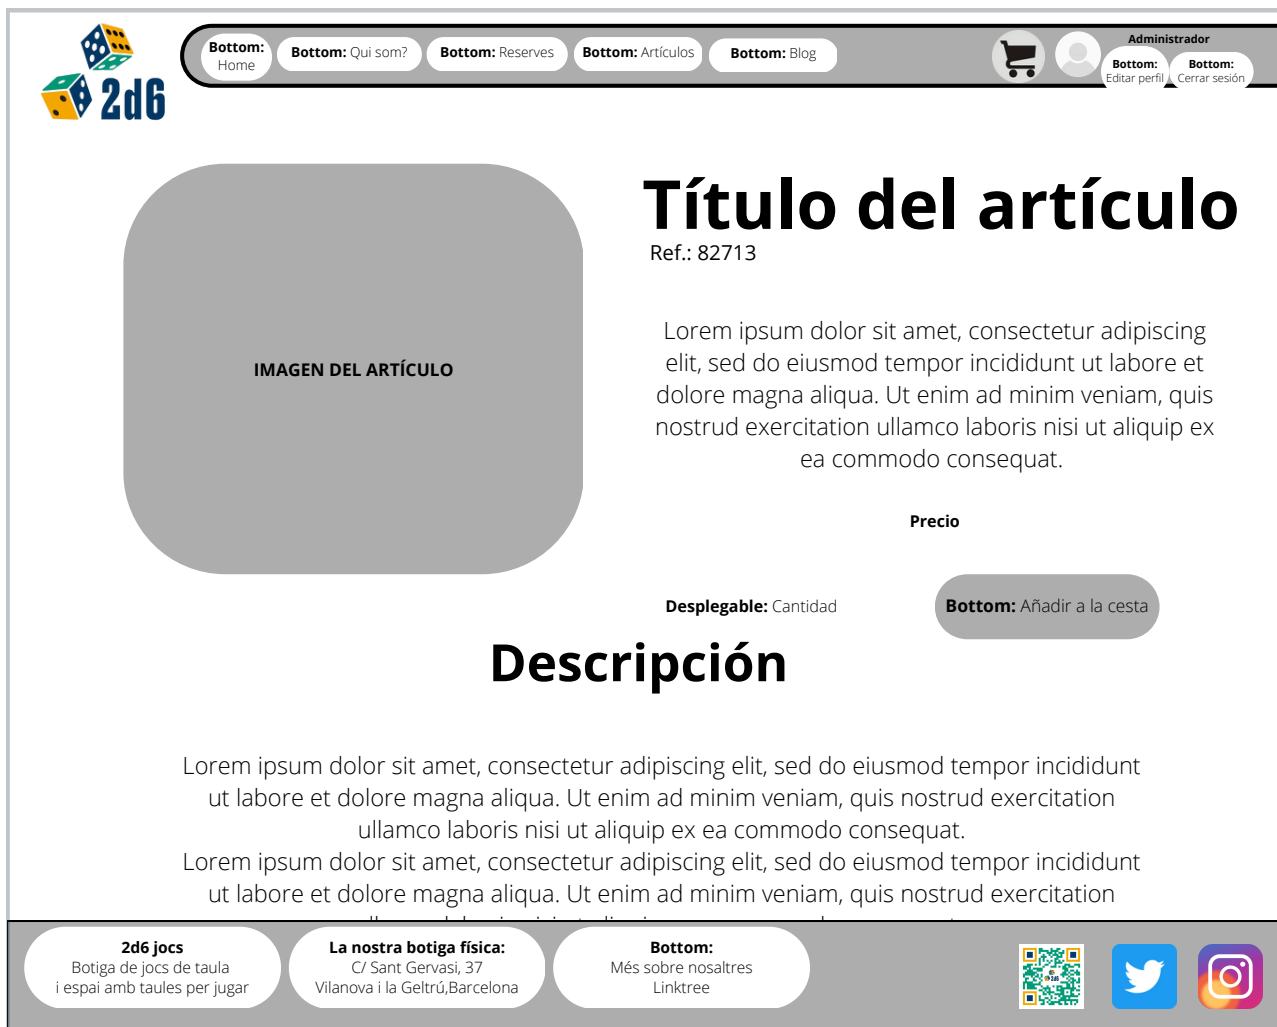 2d6
Bottom:
Home
Bottom: Qui som?
Bottom: Reserves
Bottom: Artículos
Bottom: Blog
Administrador
Bottom:
Editar perfil
Bottom:
Cerrar sesión
IMAGEN DEL ARTÍCULO
Título del artículo
Ref.: 82713
Lorem ipsum dolor sit amet, consectetur adipiscing
elit, sed do eiusmod tempor incididunt ut labore et
dolore magna aliqua. Ut enim ad minim veniam, quis
nostrud exercitation ullamco laboris nisi ut aliquip ex
ea commodo consequat.
Precio
Desplegable: Cantidad
Bottom: Añadir a la cesta
Descripción
Lorem ipsum dolor sit amet, consectetur adipiscing elit, sed do eiusmod tempor incididunt
ut labore et dolore magna aliqua. Ut enim ad minim veniam, quis nostrud exercitation
ullamco laboris nisi ut aliquip ex ea commodo consequat.
Lorem ipsum dolor sit amet, consectetur adipiscing elit, sed do eiusmod tempor incididunt
ut labore et dolore magna aliqua. Ut enim ad minim veniam, quis nostrud exercitation
2d6 jocs
Botiga de jocs de taula
i espai amb taules per jugar
La nostra botiga física:
C/ Sant Gervasi, 37
Vilanova i la Geltrú,Barcelona
Bottom:
Més sobre nosaltres
Linktree